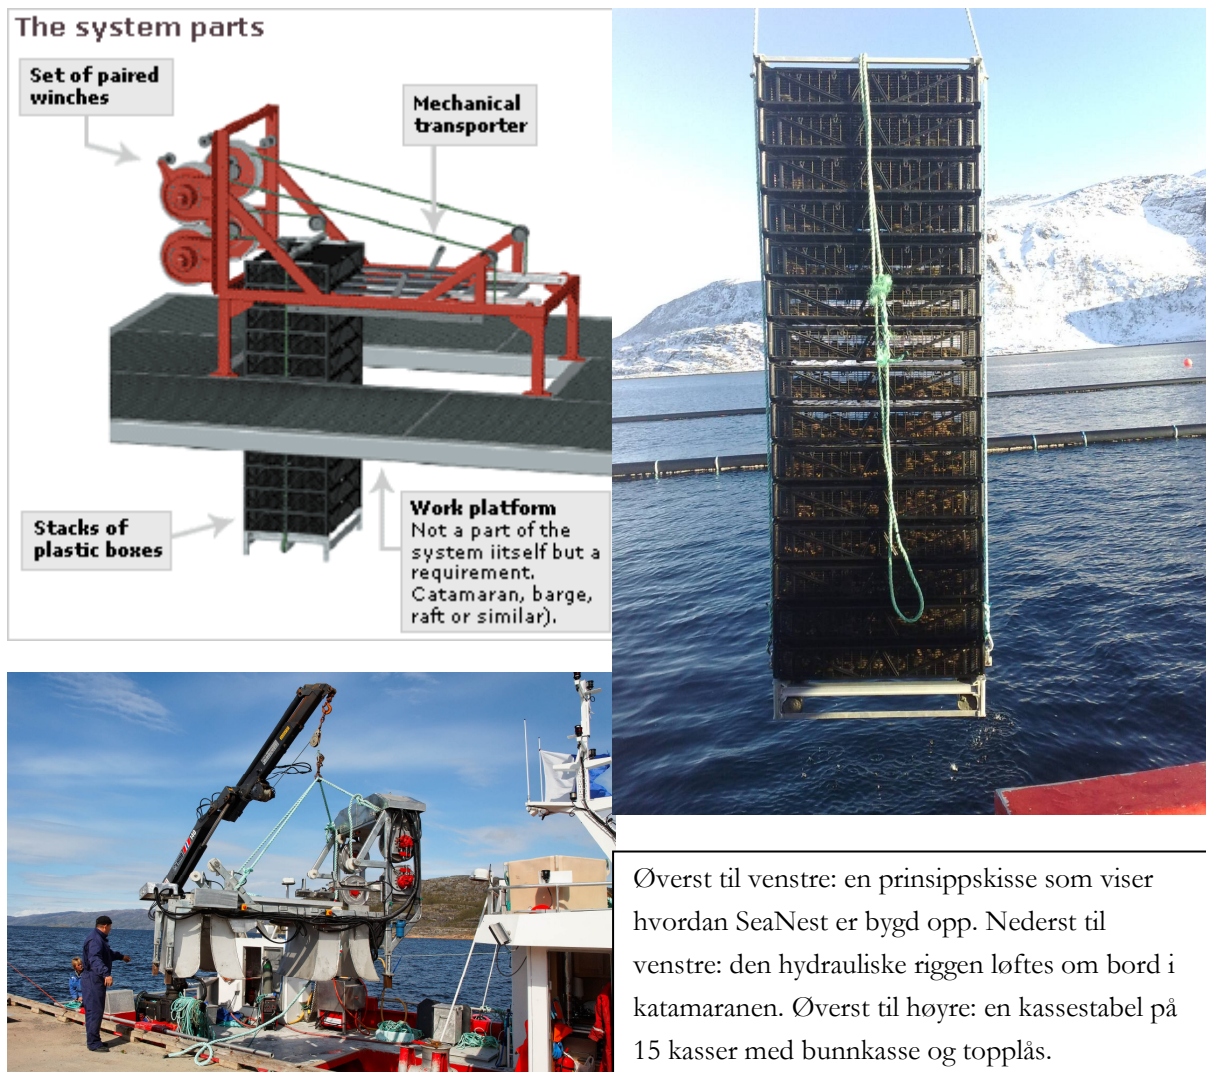 The system parts
Set of paired
winches
Mechanical
transporter
Stacks of
plastic boxes
Work platform
Not a part of the
system iitself but a
requirement.
Catamaran, barge,
raft or similar).
Øverst til venstre: en prinsippskisse som viser
hvordan SeaNest er bygd opp. Nederst til
venstre: den hydrauliske riggen løftes om bord i
katamaranen. Øverst til høyre: en kassestabel på
15 kasser med bunnkasse og topplås.